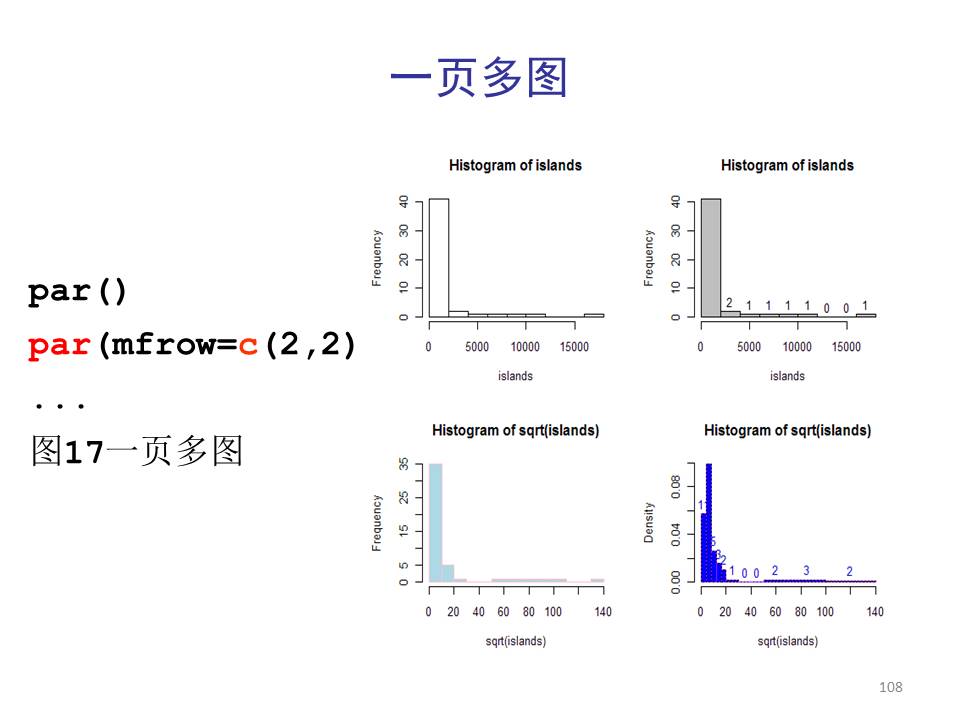 一页多图
par()
par(mfrow=c(2,2)
...
图17一页多图
Histogram of islands
Frequency
0 10 20 30 40
0 5000 10000 15000
islands
Histogram of islands
Frequency
0 10 20 30 40
2 1 1 1 1 0 0 1
0 5000 10000 15000
islands
Histogram of sqrt(islands)
Frequency
0 5 15 25 35
0 20 40 60 80 100 140
sqrt(islands)
Histogram of sqrt(islands)
Density
0.00 0.04 0.08
5 3 2 1 0 0 2 3 2
0 20 40 60 80 100 140
sqrt(islands)
108